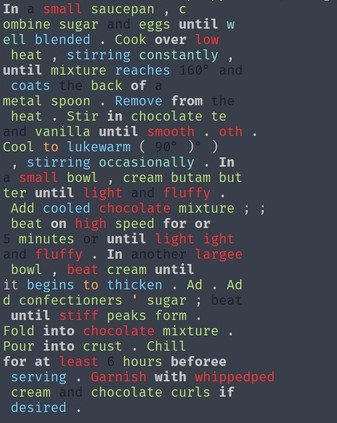 In a small saucepan , c
ombine sugar and eggs until w
ell blended . Cook over low
heat , stirring constantly ,
until mixture reaches 160° and
coats the back of a
metal spoon . Remove from the
heat . Stir in chocolate te
and vanilla until smooth . oth .
Cool to lukewarm ( 90° )° )
, stirring occasionally . In
a small bowl , cream butam but
ter until light and fluffy .
Add cooled chocolate mixture ; ;
beat on high speed for or
5 minutes or until light ight
and fluffy . In another largee
bowl , beat cream until
it begins to thicken . Ad . Ad
d confectioners ' sugar ; beat
until stiff peaks form .
Fold into chocolate mixture .
Pour into crust . Chill
for at least 6 hours beforee
serving . Garnish with whippedpped
cream and chocolate curls if
desired .